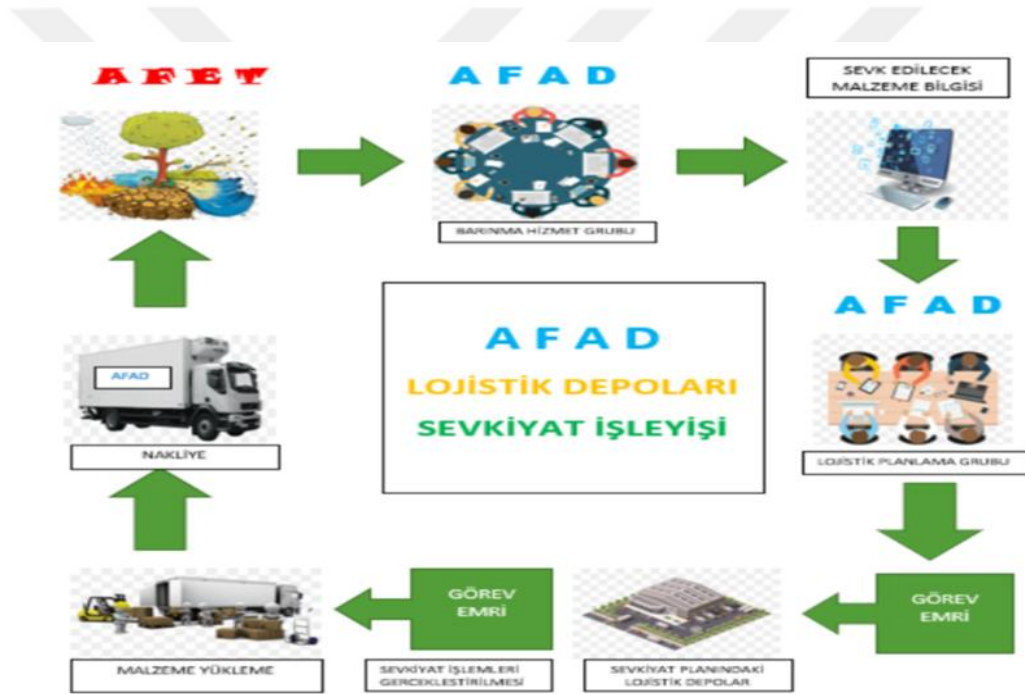 AFET
AFAD
SEVK EDİLECEK
MALZEME BİLGİSİ
BARINMA HİZMET GRUBU
AFAD
LOJİSTİK PLANLAMA GRUBU
AFAD
LOJİSTİK DEPOLARI
SEVKİYAT İŞLEYİŞİ
AFAD
NAKLİYE
GÖREV
EMRİ
GÖREV
EMRİ
SEVKİYAT PLANINDAKİ
LOJİSTİK DEPOLAR
SEVKİYAT İŞLEMLERİ
GERCEKLESTİRİLMESİ
MALZEME YÜKLEME